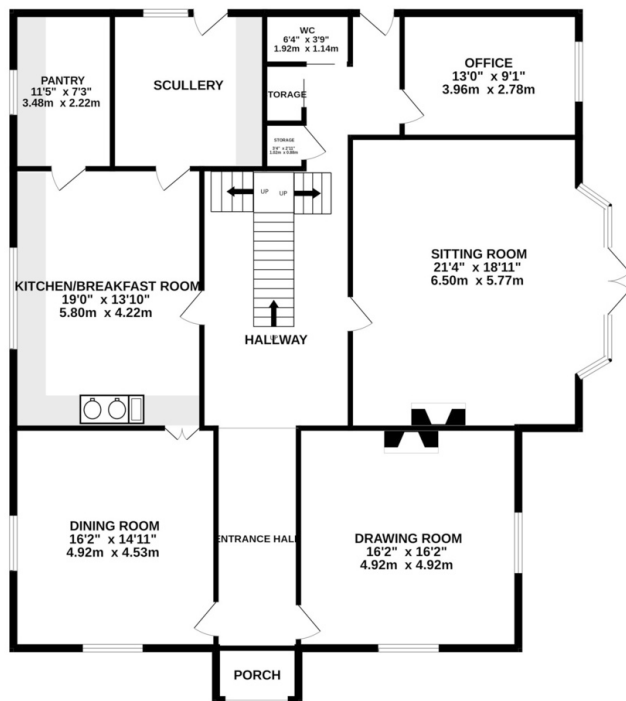 WC
6'4" x 3'9"
1.92m x 1.14m
OFFICE
13'0" x 9'1"
3.96m x 2.78m
PANTRY
11'5" x 7'3"
3.48m x 2.22m
SCULLERY
TORAGE
STORAGE
UP
UP
SITTING ROOM
21'4" x 18'11"
6.50m x 5.77m
KITCHEN/BREAKFAST ROOM
19'0" x 13'10"
5.80m x 4.22m
HALLWAY
DINING ROOM
16'2" x 14'11"
4.92m x 4.53m
ENTRANCE HALL
DRAWING ROOM
16'2" x 16'2"
4.92m x 4.92m
PORCH